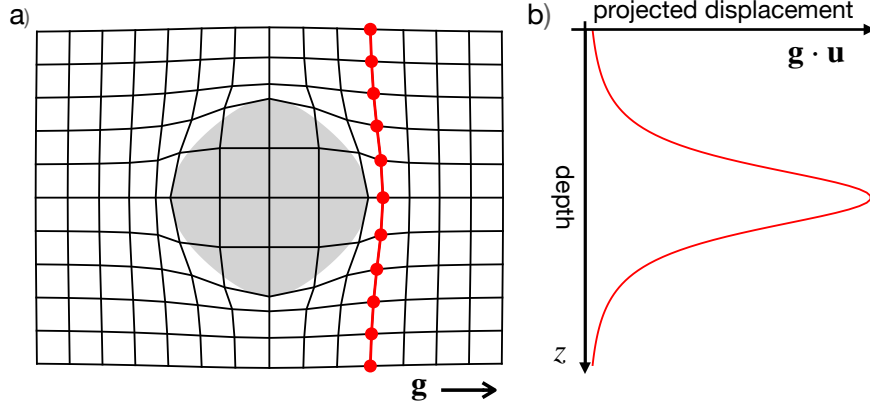 a)
g
b)
projected displacement
g · u
depth
z